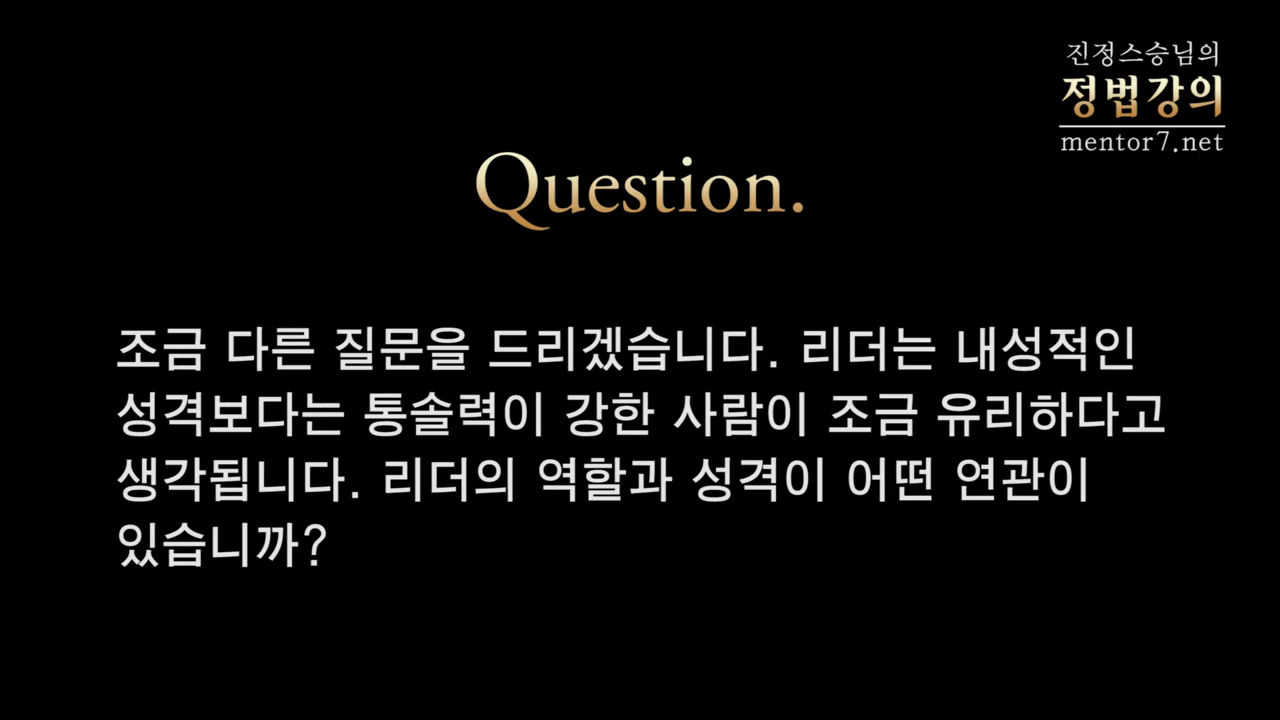 진정스승님의
정법강의
mentor7.net
Question.
조금 다른 질문을 드리겠습니다. 리더는 내성적인
성격보다는 통솔력이 강한 사람이 조금 유리하다고
생각됩니다. 리더의 역할과 성격이 어떤 연관이
있습니까?